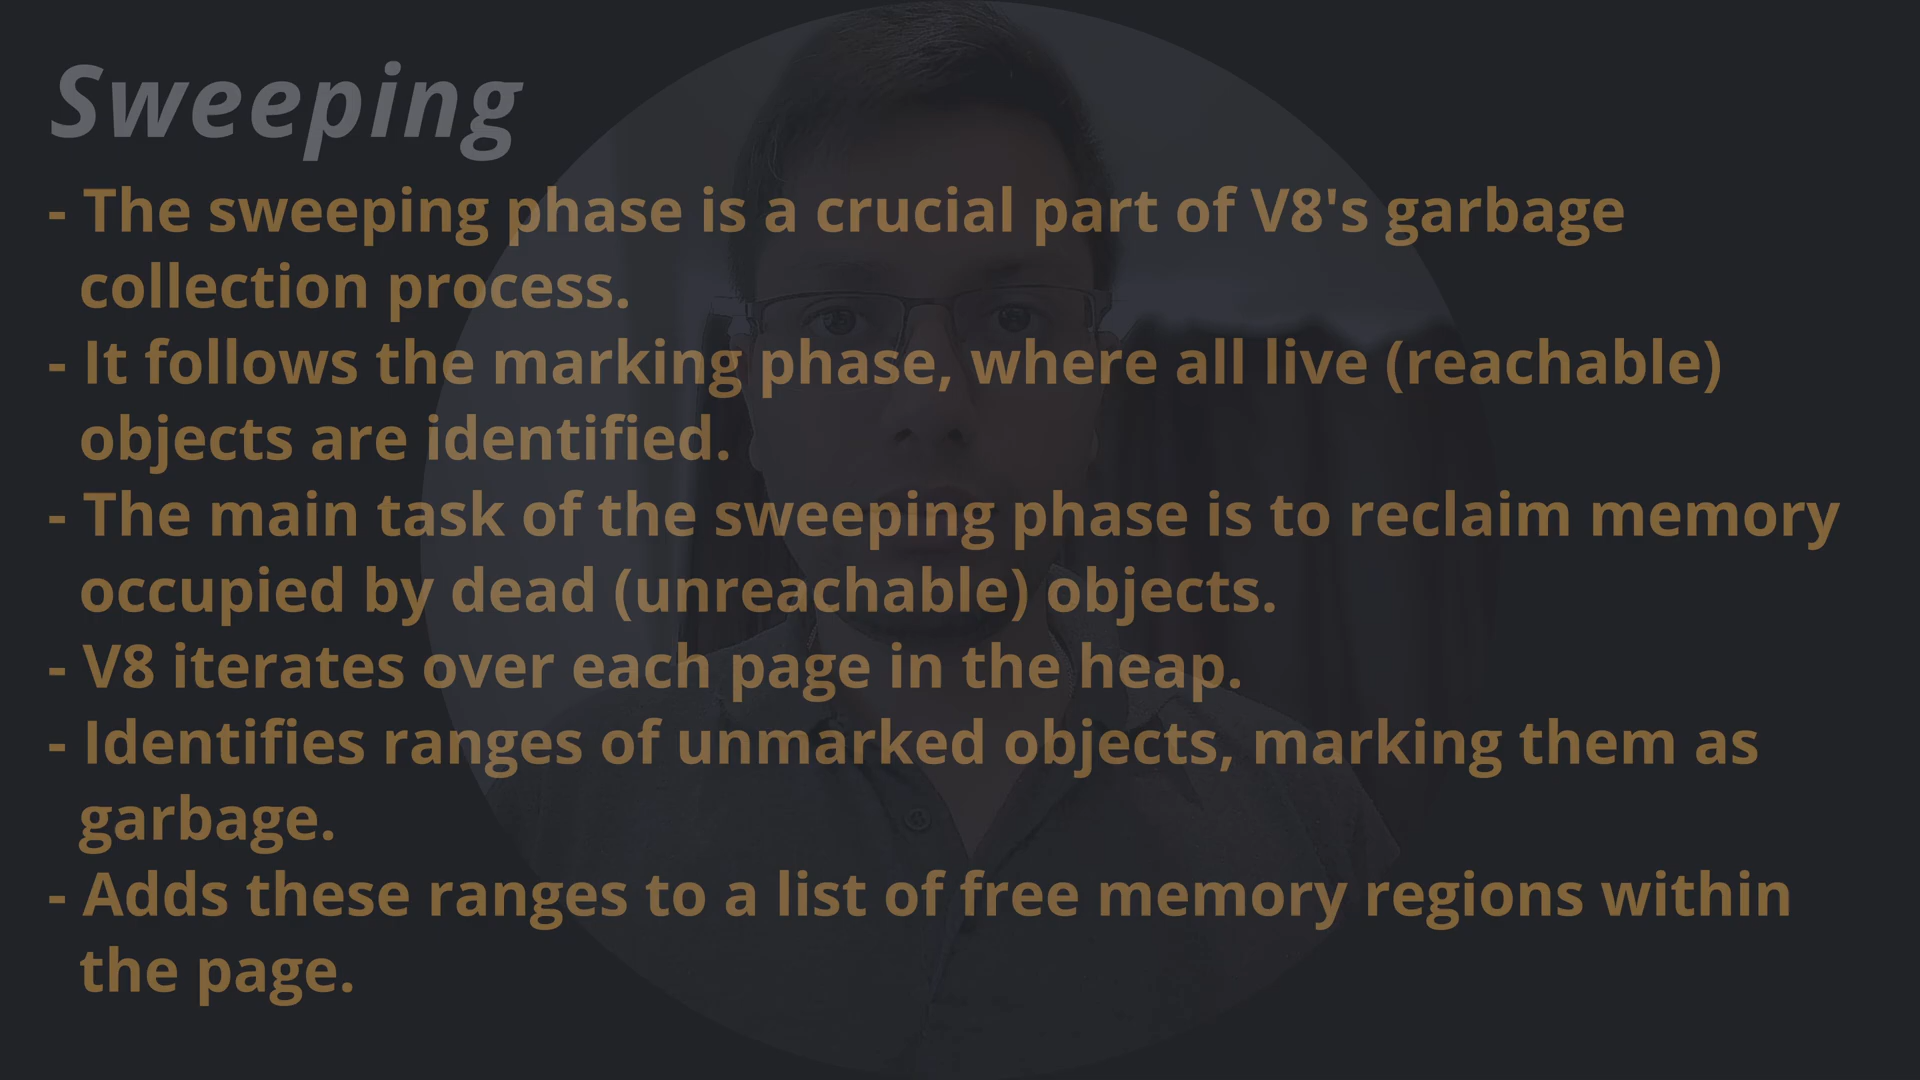 Sweeping
- The sweeping phase is a crucial part of V8's garbage
collection process.
- It follows the marking phase, where all live (reachable)
objects are identified.
- The main task of the sweeping phase is to reclaim memory
occupied by dead (unreachable) objects.
- V8 iterates over each page in the heap.
- Identifies ranges of unmarked objects, marking them as
garbage.
- Adds these ranges to a list of free memory regions within
the page.